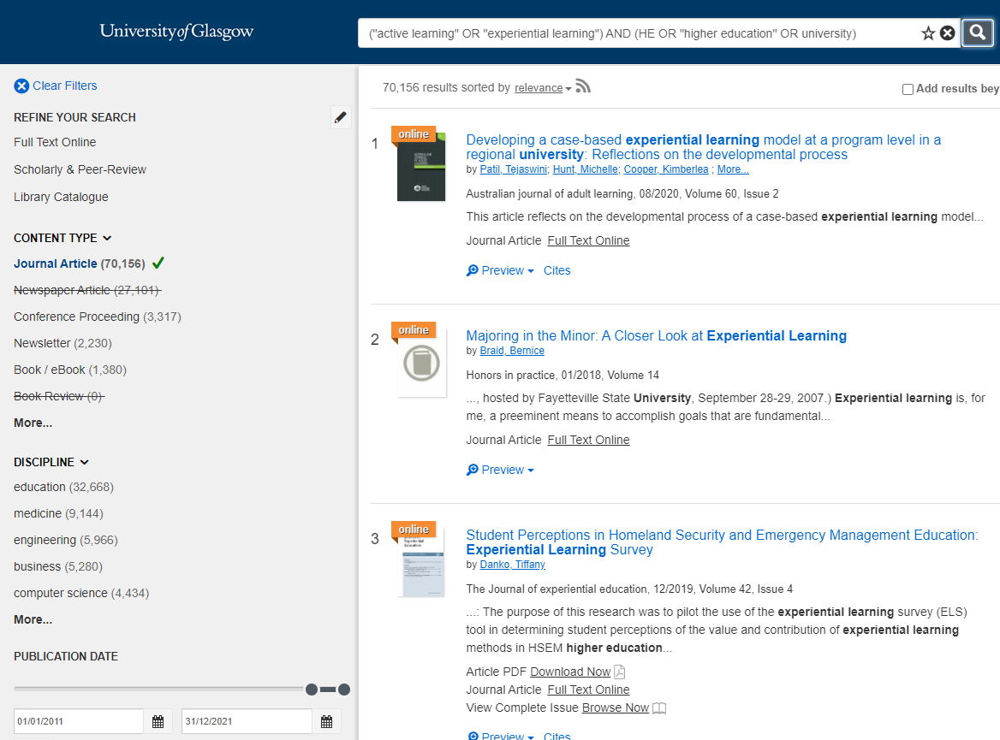 University of Glasgow
("active learning" OR "experiential learning") AND (HE OR "higher education" OR university)
Clear Filters
REFINE YOUR SEARCH
Full Text Online
Scholarly & Peer-Review
Library Catalogue
CONTENT TYPE
Journal Article (70,156)
Newspaper Article (27,101)
Conference Proceeding (3,317)
Newsletter (2,230)
Book / eBook (1,380)
Book Review (0)
More...
DISCIPLINE
education (32,668)
medicine (9,144)
engineering (5,966)
business (5,280)
computer science (4,434)
More...
PUBLICATION DATE
01/01/2011
31/12/2021
70,156 results sorted by relevance
Add results bey
1
online
Developing a case-based experiential learning model at a program level in a
regional university: Reflections on the developmental process
by Patil, Tejaswini; Hunt, Michelle; Cooper, Kimberlea ; More...
Australian journal of adult learning, 08/2020, Volume 60, Issue 2
This article reflects on the developmental process of a case-based experiential learning model...
Journal Article Full Text Online
Preview Cites
2
online
Majoring in the Minor: A Closer Look at Experiential Learning
by Braid, Bernice
Honors in practice, 01/2018, Volume 14
..., hosted by Fayetteville State University, September 28-29, 2007.) Experiential learning is, for
me, a preeminent means to accomplish goals that are fundamental...
Journal Article Full Text Online
Preview
3
online
Student Perceptions in Homeland Security and Emergency Management Education:
Experiential Learning Survey
by Danko, Tiffany
The Journal of experiential education, 12/2019, Volume 42, Issue 4
...: The purpose of this research was to pilot the use of the experiential learning survey (ELS)
tool in determining student perceptions of the value and contribution of experiential learning
methods in HSEM higher education...
Article PDF Download Now
Journal Article Full Text Online
View Complete Issue Browse Now
Preview Cites